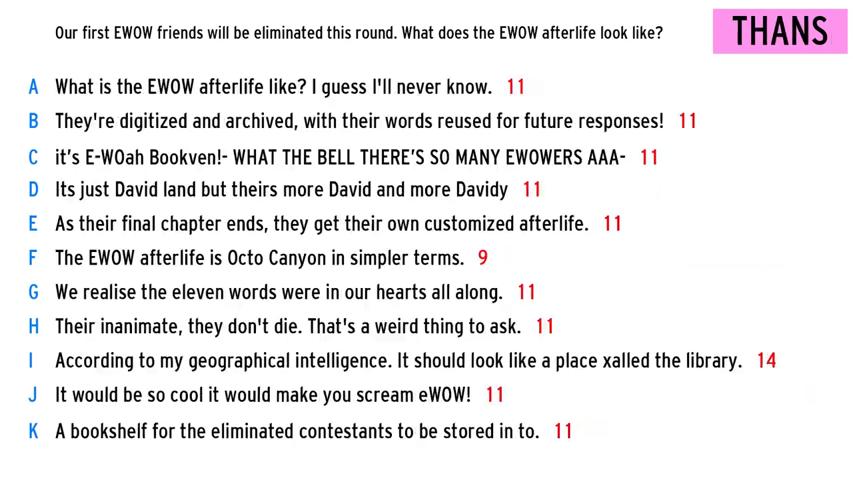 Our first EWOW friends will be eliminated this round. What does the EWOW afterlife look like?
THANS
A What is the EWOW afterlife like? I guess I'll never know. 11
B They're digitized and archived, with their words reused for future responses! 11
C it's E-WOah Bookven!- WHAT THE BELL THERE'S SO MANY EWOWERS AAA- 11
D Its just David land but theirs more David and more Davidy 11
E As their final chapter ends, they get their own customized afterlife. 11
F The EWOW afterlife is Octo Canyon in simpler terms. 9
G We realise the eleven words were in our hearts all along. 11
H Their inanimate, they don't die. That's a weird thing to ask. 11
I According to my geographical intelligence. It should look like a place xalled the library. 14
J It would be so cool it would make you scream eWOW! 11
K A bookshelf for the eliminated contestants to be stored in to. 11